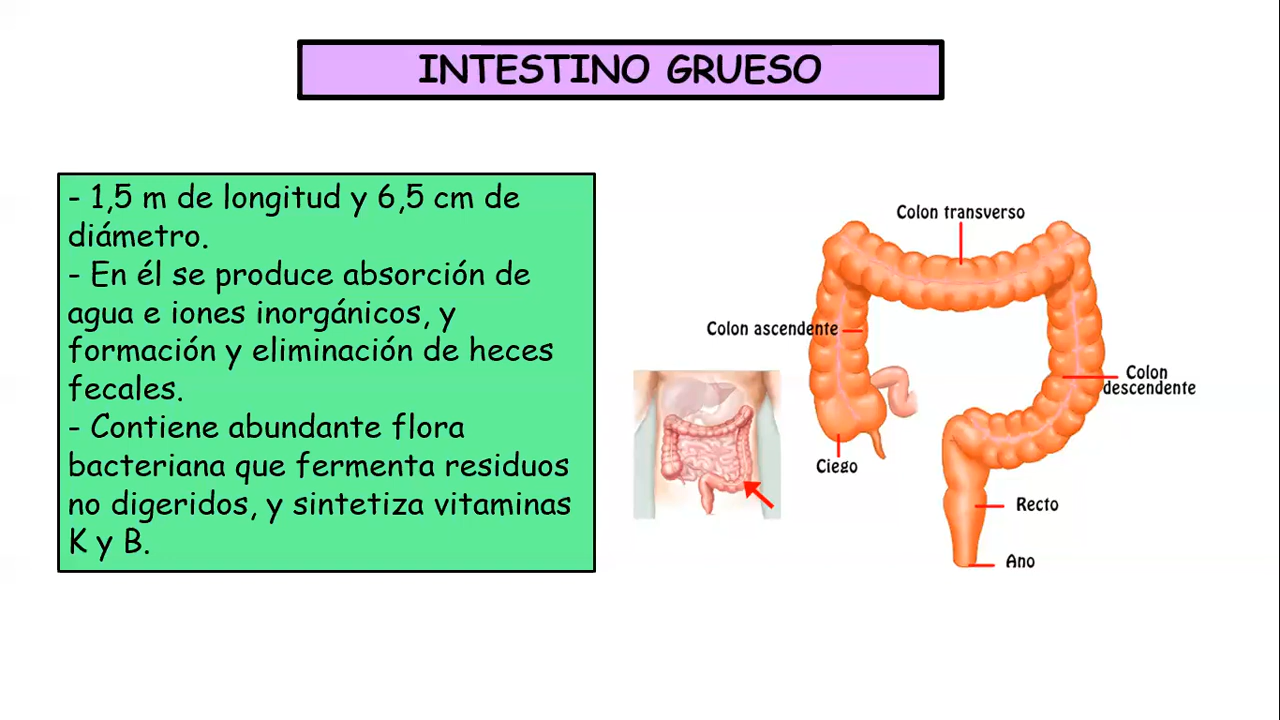 INTESTINO GRUESO
- 1,5 m de longitud y 6,5 cm de
diámetro.
- En él se produce absorción de
agua e iones inorgánicos, y
formación y eliminación de heces
fecales.
- Contiene abundante flora
bacteriana que fermenta residuos
no digeridos, y sintetiza vitaminas
K y B.
Colon transverso
Colon ascendente
Colon
descendente
Ciego
Recto
Ano